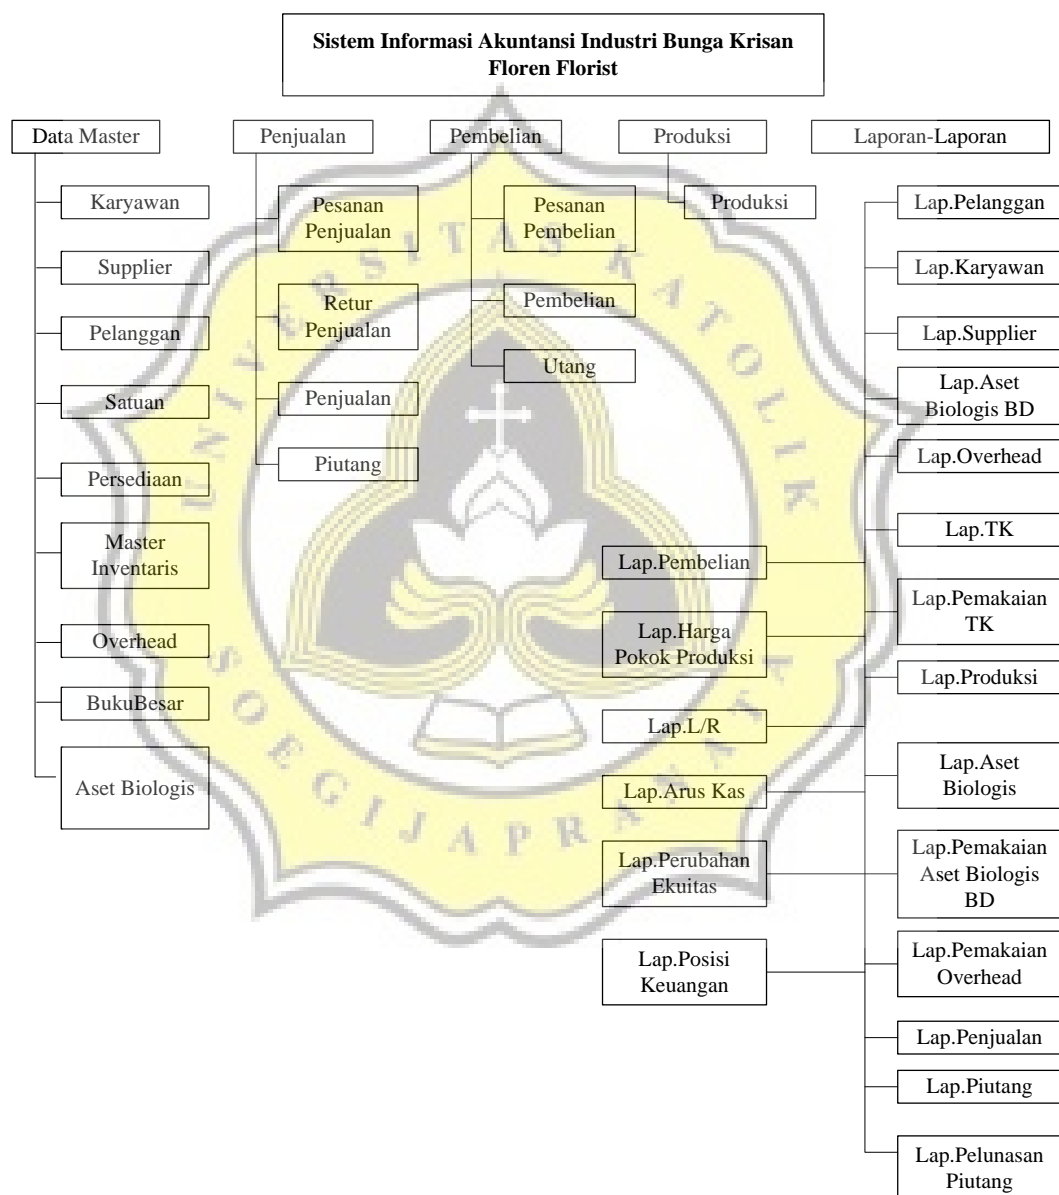 Sistem Informasi Akuntansi Industri Bunga Krisan
Floren Florist
Data Master
Penjualan
Pembelian
Produksi
Laporan-Laporan
Karyawan
Supplier
Pelanggan
Satuan
Persediaan
Master
Inventaris
Overhead
BukuBesar
Aset Biologis
Pesanan
Penjualan
Retur
Penjualan
Penjualan
Piutang
Pesanan
Pembelian
Pembelian
Utang
Produksi
Lap.Pembelian
Lap.Harga
Pokok Produksi
Lap.L/R
Lap.Arus Kas
Lap.Perubahan
Ekuitas
Lap.Posisi
Keuangan
Lap.Pelanggan
Lap.Karyawan
Lap.Supplier
Lap.Aset
Biologis BD
Lap.Overhead
Lap.TK
Lap.Pemakaian
TK
Lap.Produksi
Lap.Aset
Biologis
Lap.Pemakaian
Aset Biologis
BD
Lap.Pemakaian
Overhead
Lap.Penjualan
Lap.Piutang
Lap.Pelunasan
Piutang
UNIVERSITAS KATOLIK
SOEGIJAPRANATA